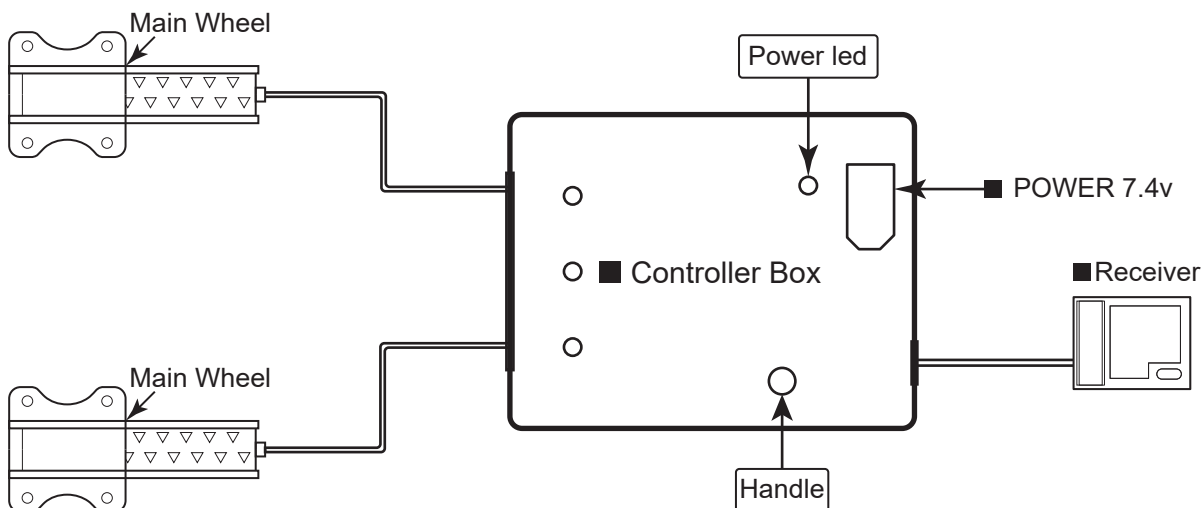 Main Wheel
Power led
■ POWER 7.4v
■ Controller Box
■ Receiver
Main Wheel
Handle